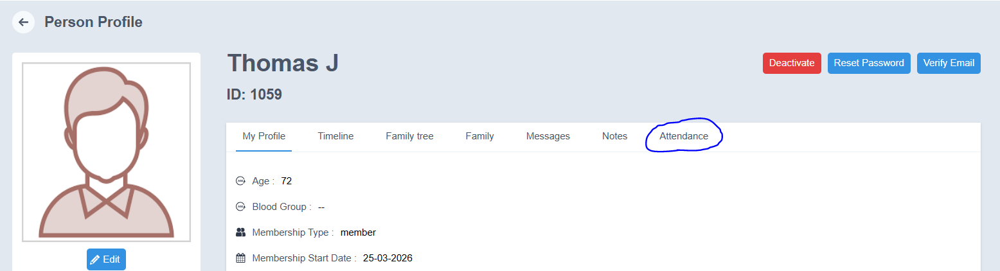 Person Profile
Thomas J
Deactivate Reset Password Verify Email
ID: 1059
My Profile Timeline Family tree Family Messages Notes Attendance
Age : 72
Blood Group : --
Membership Type : member
Membership Start Date : 25-03-2026
Edit